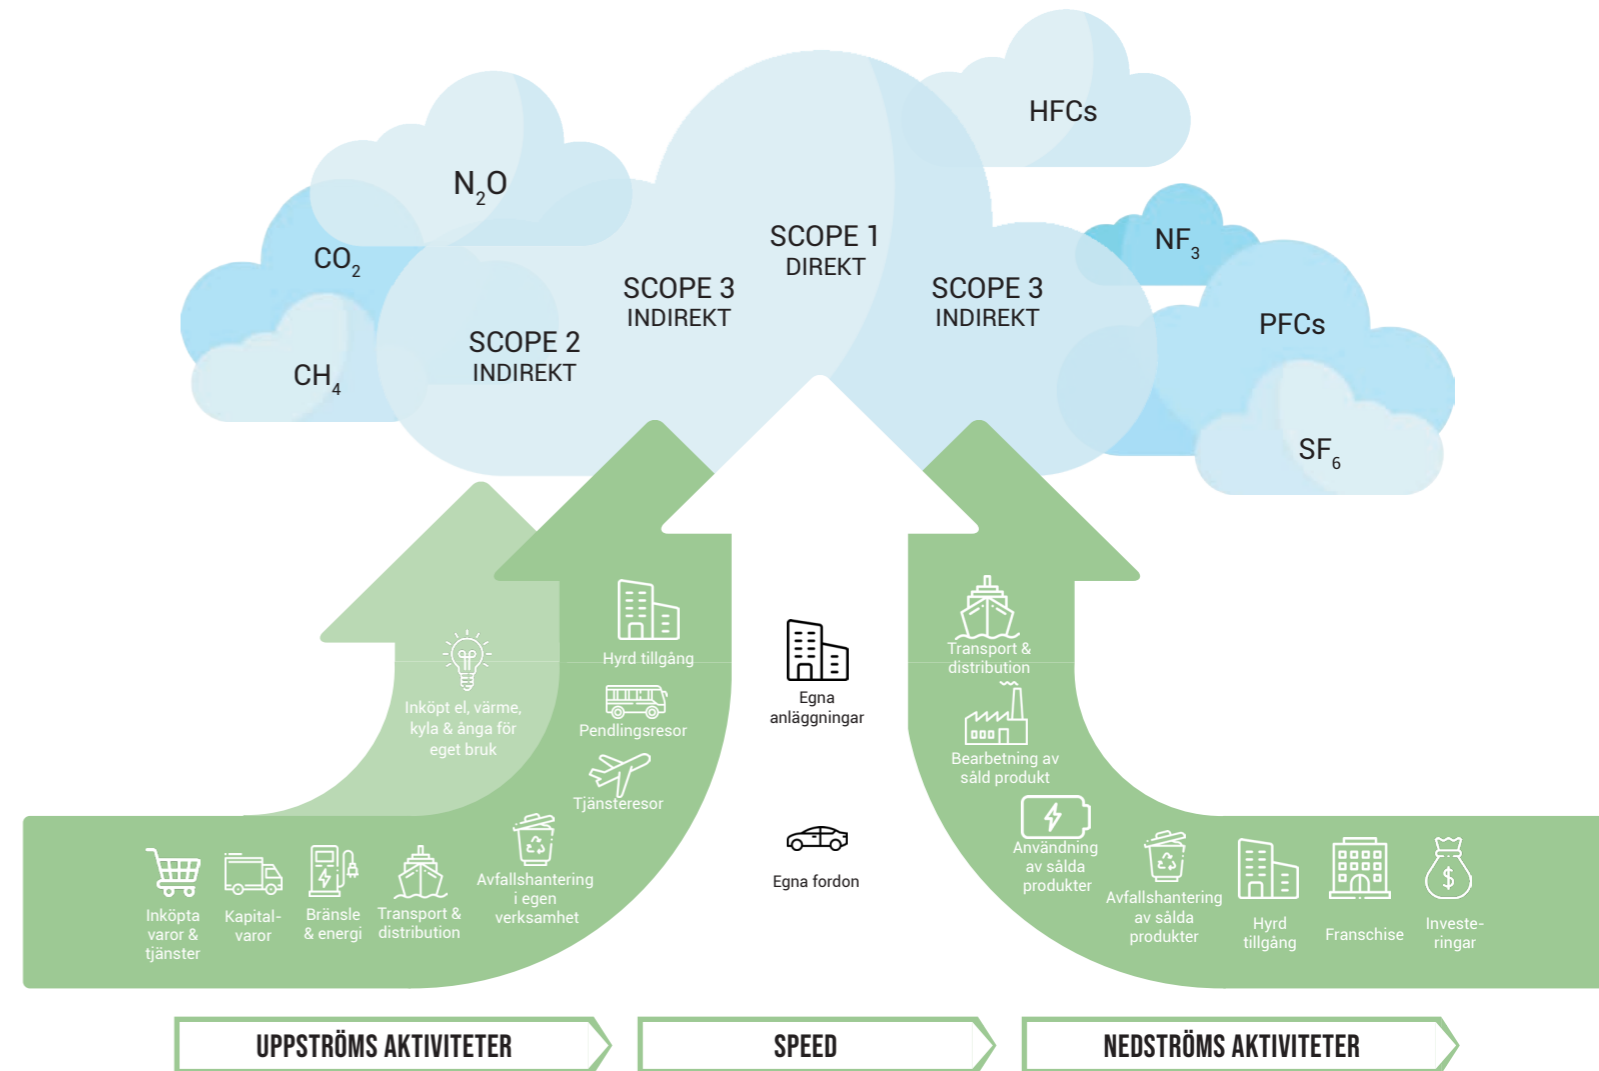 HFCs
N₂O
CO₂
CH₄
SCOPE 1
DIREKT
SCOPE 3
INDIREKT
SCOPE 2
INDIREKT
SCOPE 3
INDIREKT
NF₃
PFCs
SF₆
Inköpt el, värme,
kyla & ånga för
eget bruk
Hyrd tillgång
Pendlingsresor
Tjänsteresor
Avfallshantering
i egen
verksamhet
Inköpta
varor &
tjänster
Kapital-
varor
Bränsle
& energi
Transport &
distribution
Egna
anläggningar
Egna fordon
Transport &
distribution
Bearbetning av
såld produkt
Användning
av sålda
produkter
Avfallshantering
av sålda
produkter
Hyrd
tillgång
Franschise
Investe-
ringar
UPPSTRÖMS AKTIVITETER
SPEED
NEDSTRÖMS AKTIVITETER